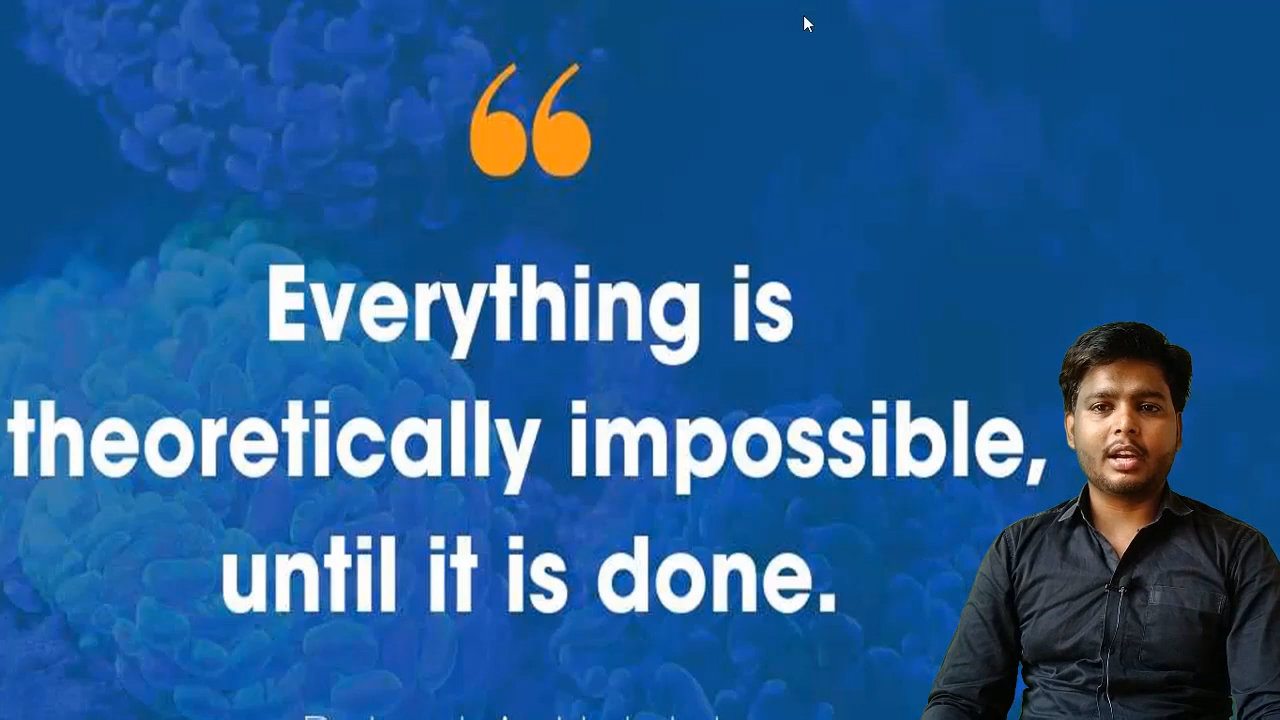 “
Everything is
theoretically impossible,
until it is done.